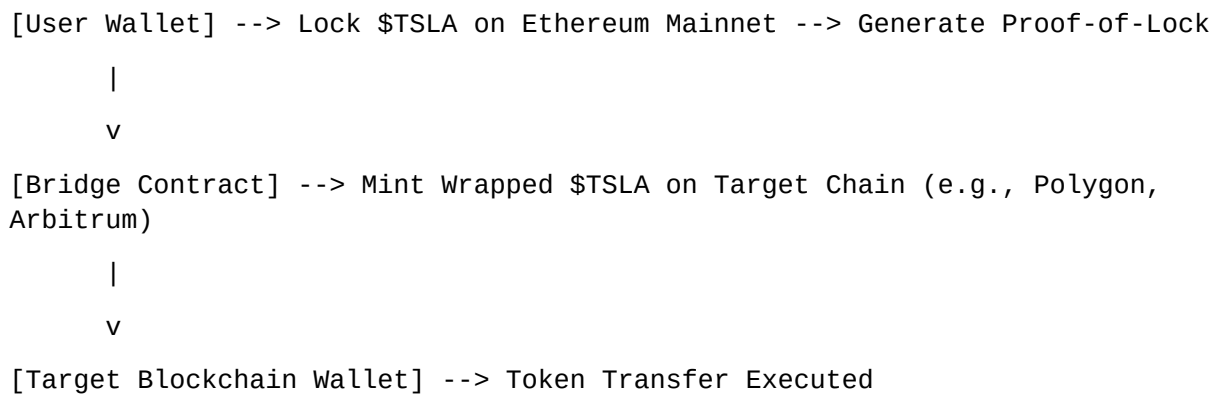 [User Wallet] --> Lock $TSLA on Ethereum Mainnet --> Generate Proof-of-Lock
|
v
[Bridge Contract] --> Mint Wrapped $TSLA on Target Chain (e.g., Polygon,
Arbitrum)
|
v
[Target Blockchain Wallet] --> Token Transfer Executed